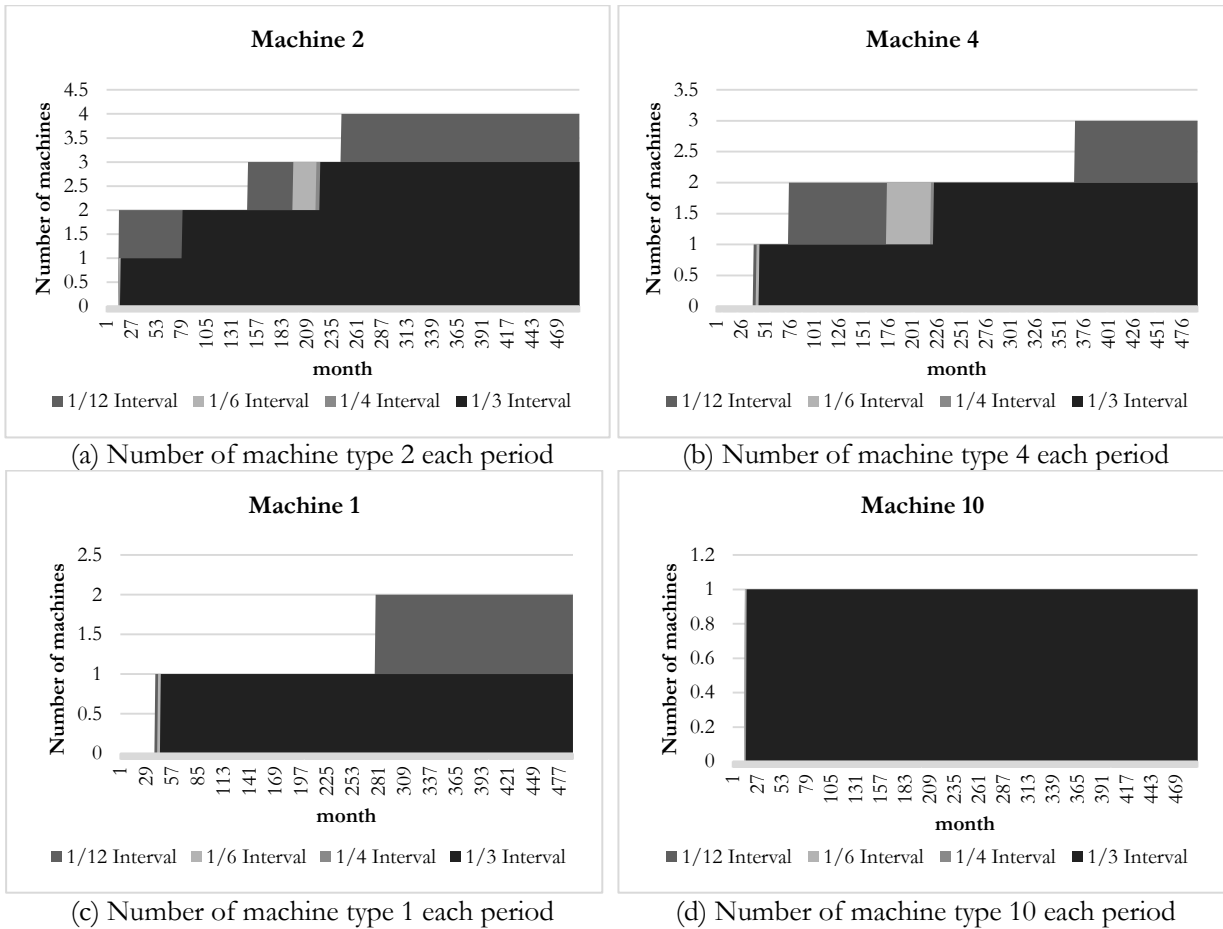 Machine 2
Number of machines
4.5
4
3.5
3
2.5
2
1.5
1
0.5
0
1 27 53 79 105 131 157 183 209 235 261 287 313 339 365 391 417 443 469
month
1/12 Interval 1/6 Interval 1/4 Interval 1/3 Interval
(a) Number of machine type 2 each period
Machine 4
Number of machines
3.5
3
2.5
2
1.5
1
0.5
0
1 26 51 76 101 126 151 176 201 226 251 276 301 326 351 376 401 426 451 476
month
1/12 Interval 1/6 Interval 1/4 Interval 1/3 Interval
(b) Number of machine type 4 each period
Machine 1
Number of machines
2.5
2
1.5
1
0.5
0
1 29 57 85 113 141 169 197 225 253 281 309 337 365 393 421 449 477
month
1/12 Interval 1/6 Interval 1/4 Interval 1/3 Interval
(c) Number of machine type 1 each period
Machine 10
Number of machines
1.2
1
0.8
0.6
0.4
0.2
0
1 27 53 79 105 131 157 183 209 235 261 287 313 339 365 391 417 443 469
month
1/12 Interval 1/6 Interval 1/4 Interval 1/3 Interval
(d) Number of machine type 10 each period